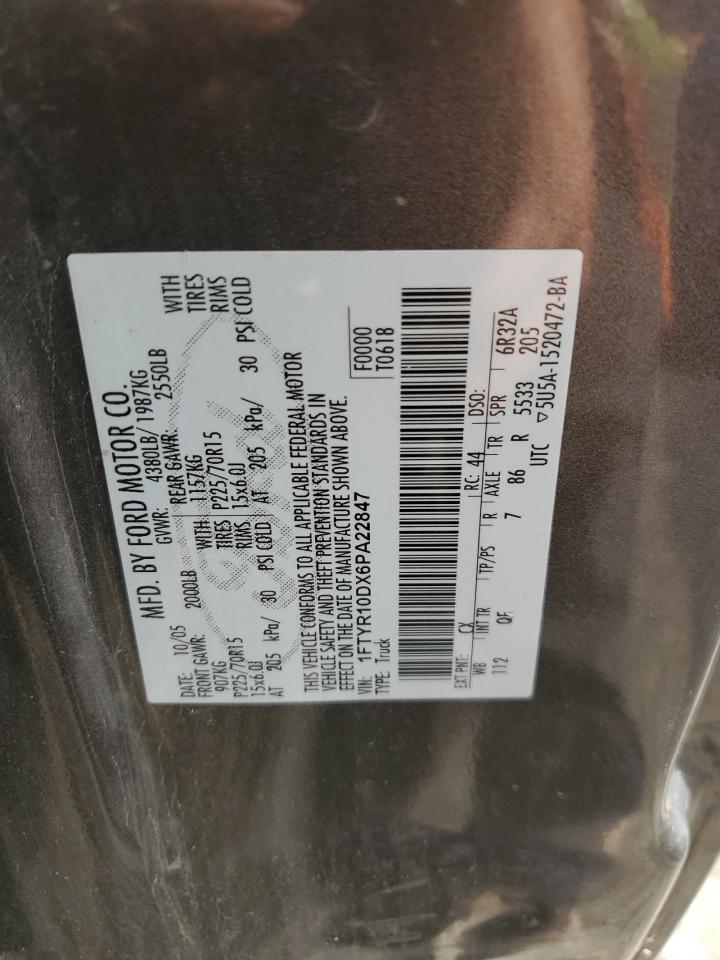 MFD. BY FORD MOTOR CO.
DATE: 10/05 GVWR: 4380LB/ 1987KG
FRONT GAWR: 2000LB REAR GAWR: 2550LB
907KG WITH 1157KG WITH
P225/70R15 TIRES P225/70R15 TIRES
15x6.0J RIMS 15x6.0J RIMS
AT 205 kPa/ 30 PSI COLD AT 205 kPa/ 30 PSI COLD
THIS VEHICLE CONFORMS TO ALL APPLICABLE FEDERAL MOTOR
VEHICLE SAFETY AND THEFT PREVENTION STANDARDS IN
EFFECT ON THE DATE OF MANUFACTURE SHOWN ABOVE.
VIN: 1FTYR10DX6PA22847 F0000
TYPE: Truck T0618
EXT PNT: CX RC: 44 DSO:
WB INT TR TP/PS R AXLE TR SPR 6R32A
112 QF 7 86 R 5533 205
UTC ▽5U5A-1520472-BA